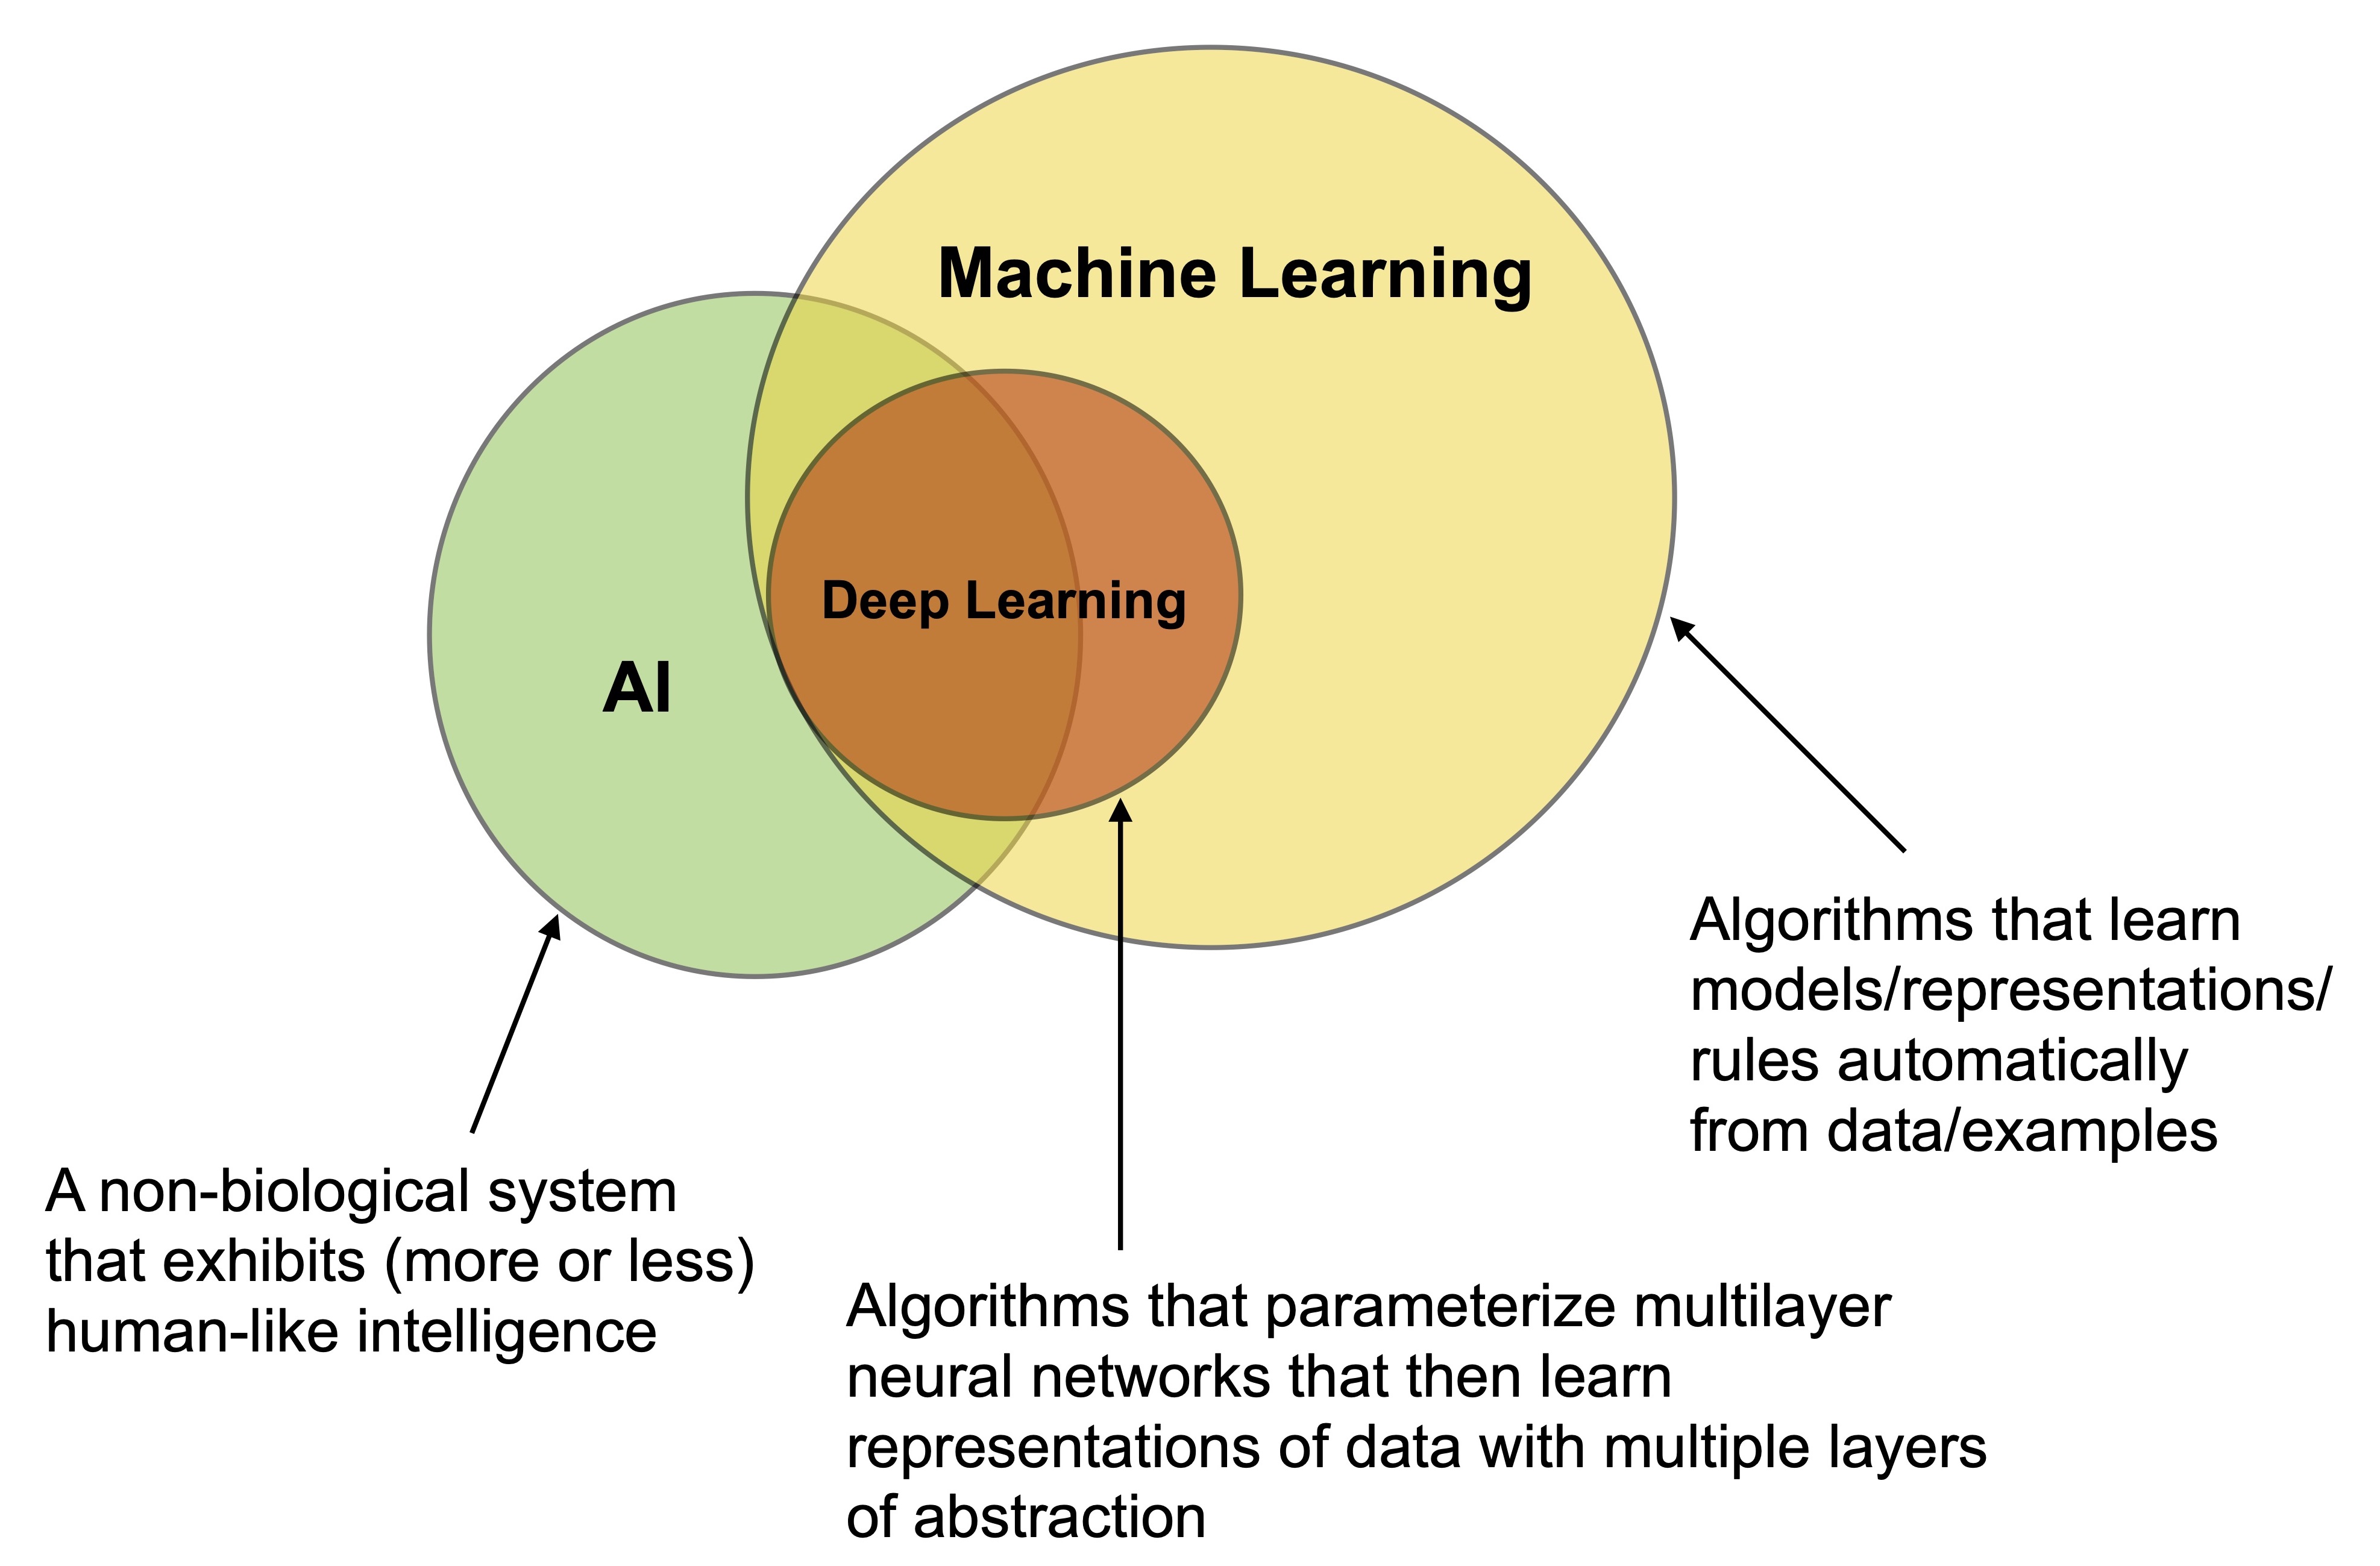 Machine Learning
Deep Learning
AI
Algorithms that learn
models/representations/
rules automatically
from data/examples
A non-biological system
that exhibits (more or less)
human-like intelligence
Algorithms that parameterize multilayer
neural networks that then learn
representations of data with multiple layers
of abstraction